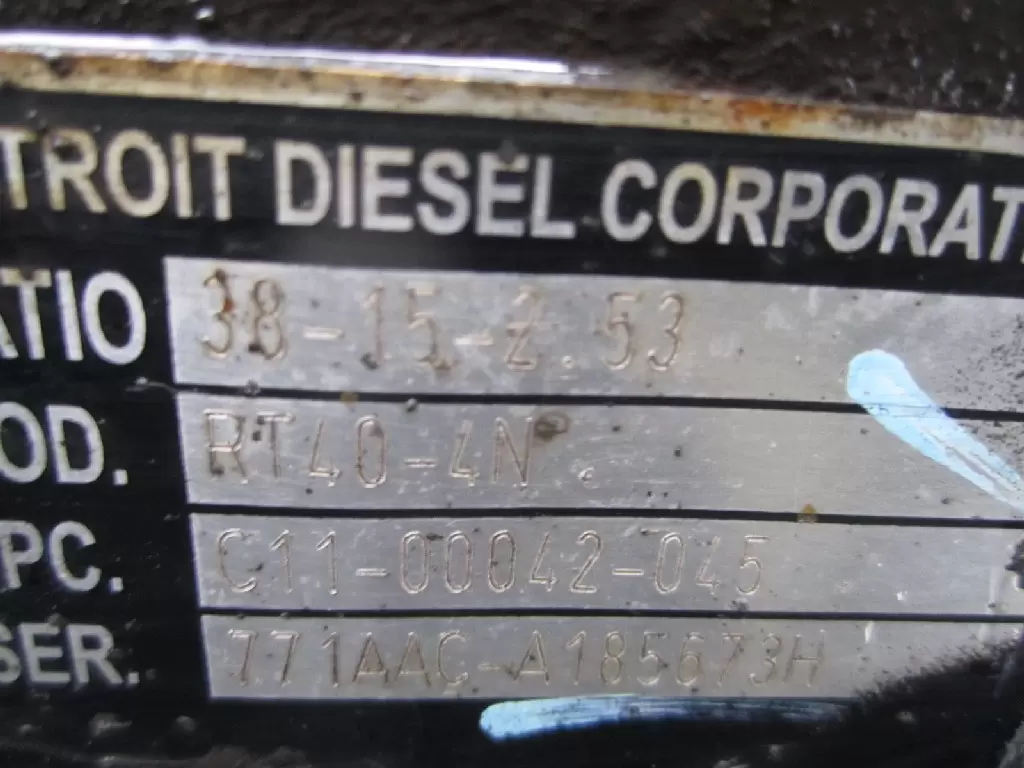 TROIT DIESEL CORPORAT
ATIO 38-15-2.53
OD. RT40-4N
PC. C11-00042-045
SER. 771AAC-A185673H